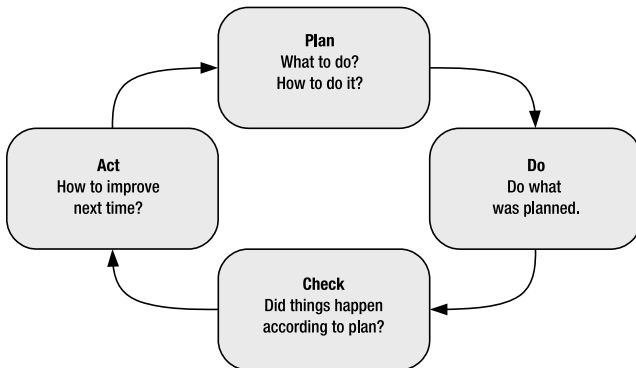 Plan
What to do?
How to do it?
Act
How to improve
next time?
Do
Do what
was planned.
Check
Did things happen
according to plan?